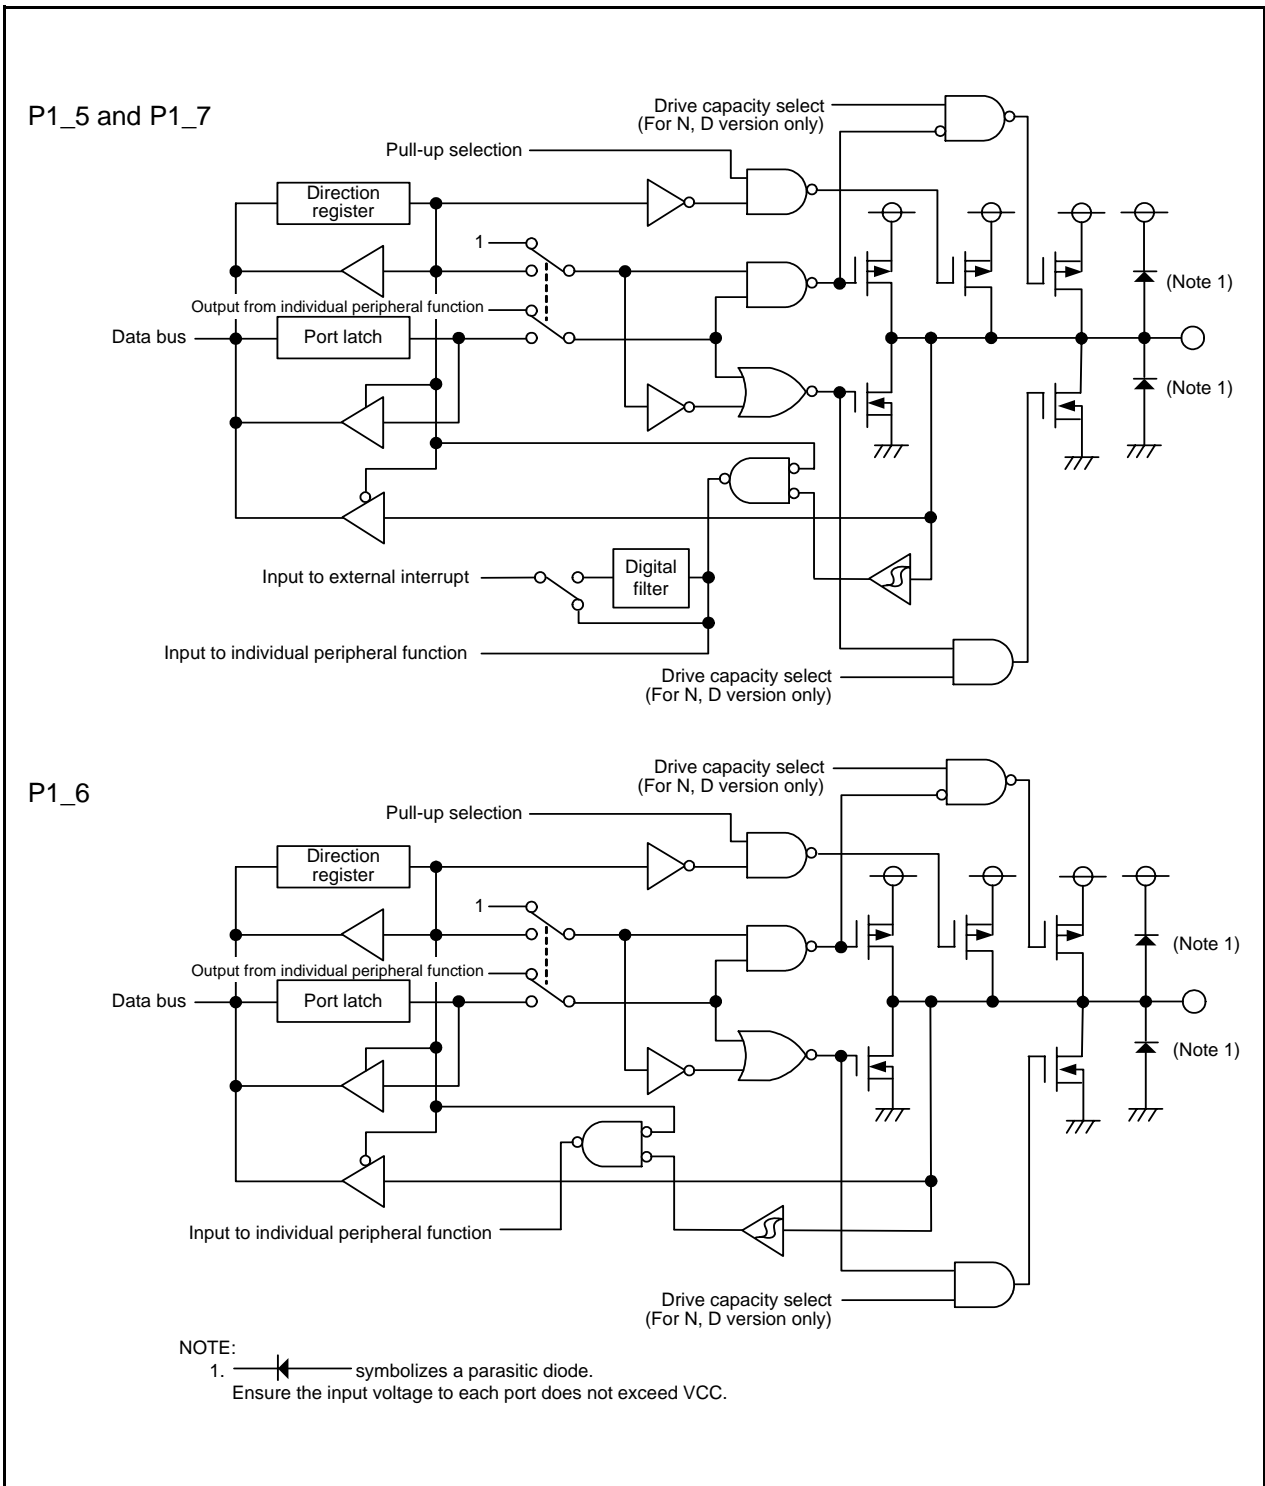 P1_5 and P1_7
Drive capacity select
(For N, D version only)
Pull-up selection
Direction
register
1
(Note 1)
Output from individual peripheral function
Data bus
Port latch
(Note 1)
Input to external interrupt
Digital
filter
Input to individual peripheral function
Drive capacity select
(For N, D version only)
P1_6
Drive capacity select
(For N, D version only)
Pull-up selection
Direction
register
1
(Note 1)
Output from individual peripheral function
Data bus
Port latch
(Note 1)
Input to individual peripheral function
Drive capacity select
(For N, D version only)
NOTE:
1. symbolizes a parasitic diode.
Ensure the input voltage to each port does not exceed VCC.